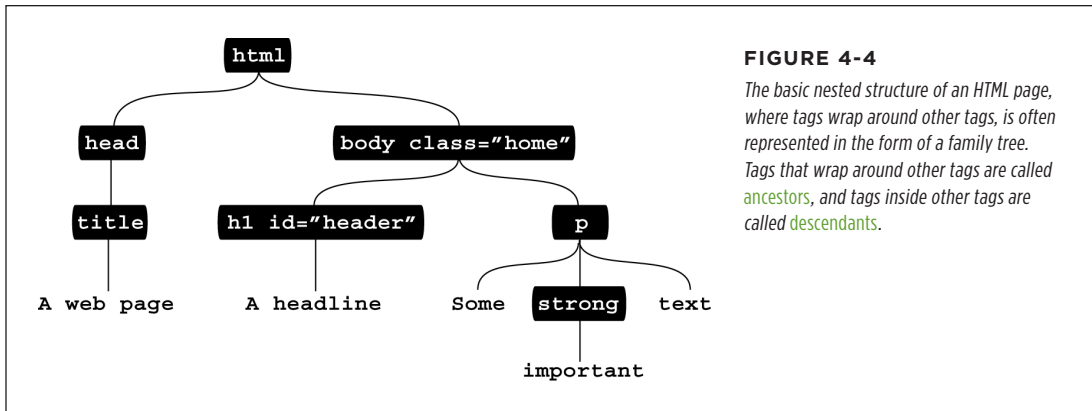 html
head
body class="home"
title
h1 id="header"
p
A web page
A headline
Some
strong
text
important
FIGURE 4-4
The basic nested structure of an HTML page,
where tags wrap around other tags, is often
represented in the form of a family tree.
Tags that wrap around other tags are called
ancestors, and tags inside other tags are
called descendants.